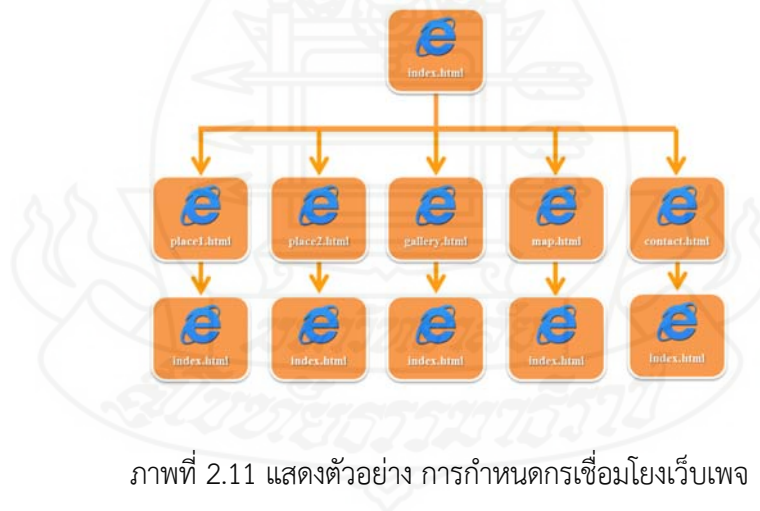 index.html
place1.html place2.html gallery.html map.html contact.html
index.html index.html index.html index.html Index.html
ภาพที่ 2.11 แสดงตัวอย่าง การกำหนดกรเชื่อมโยงเว็บเพจ